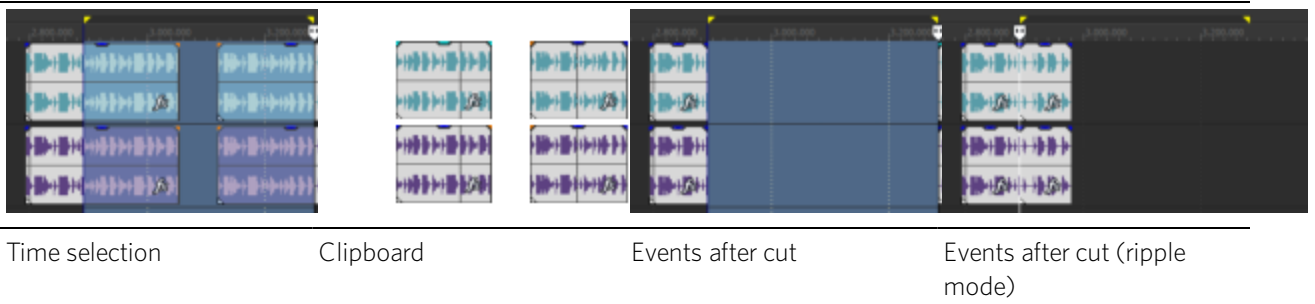 Time selection
Clipboard
Events after cut
Events after cut (ripple
mode)